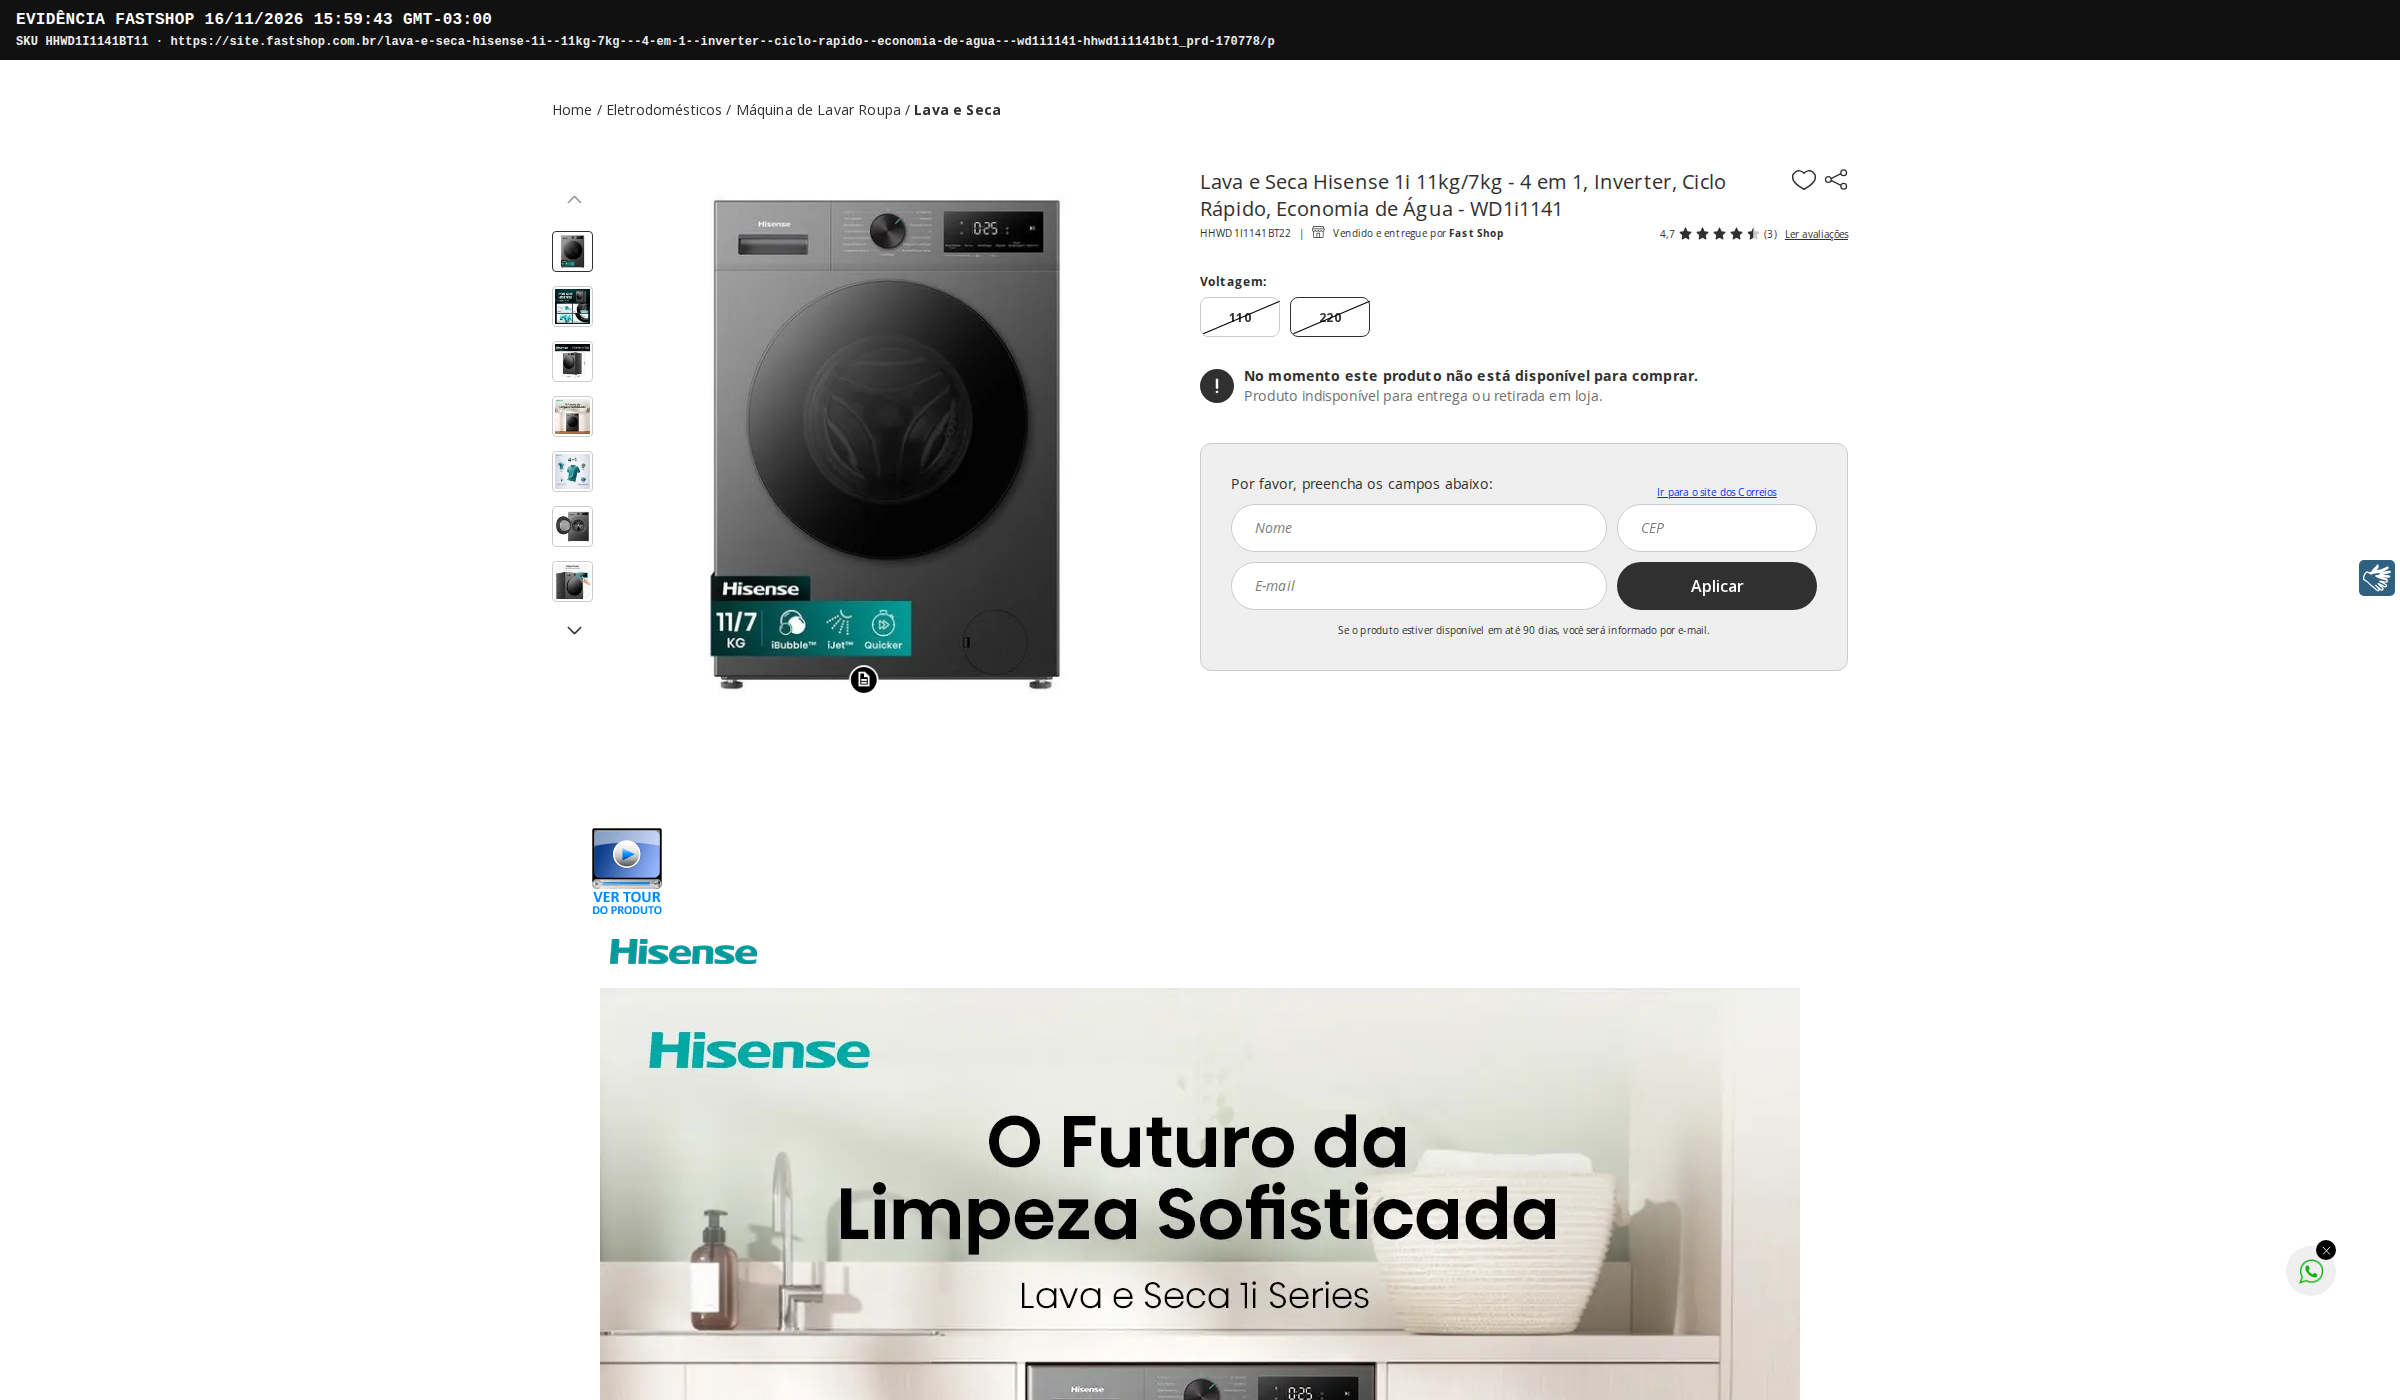 EVIDÊNCIA FASTSHOP 16/11/2026 15:59:43 GMT-03:00
SKU HHWD1I1141BT11 · https://site.fastshop.com.br/lava-e-seca-hisense-1i--11kg-7kg---4-em-1--inverter--ciclo-rapido--economia-de-agua---wd1i1141-hhwd1i1141bt1_prd-170778/p
Home / Eletrodomésticos / Máquina de Lavar Roupa / Lava e Seca
Lava e Seca Hisense 1i 11kg/7kg - 4 em 1, Inverter, Ciclo
Rápido, Economia de Água - WD1i1141
HHWD1I1141BT22 | Vendido e entregue por Fast Shop
4,7 (3) Ler avaliações
Voltagem:
110 220
No momento este produto não está disponível para comprar.
Produto indisponível para entrega ou retirada em loja.
Por favor, preencha os campos abaixo:
Ir para o site dos Correios
Nome
CEP
E-mail
Aplicar
Se o produto estiver disponível em até 90 dias, você será informado por e-mail.
Hisense
0:25
Hisense
11/7
KG
iBubble™ iJet™ Quicker
VER TOUR
DO PRODUTO
Hisense
Hisense
O Futuro da
Limpeza Sofisticada
Lava e Seca 1i Series
Hisense
0:25